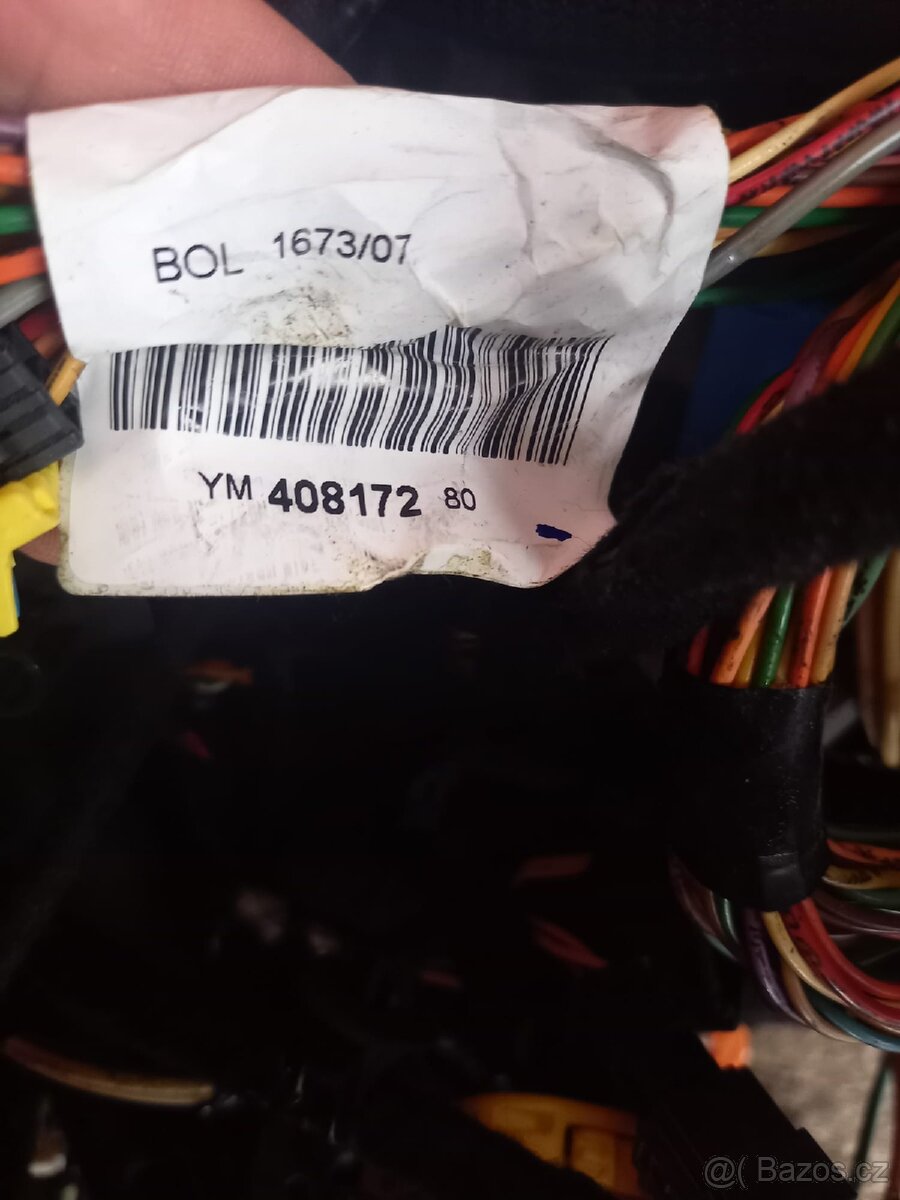 BOL 1673/07
YM 408172 80
@( Bazos.cz